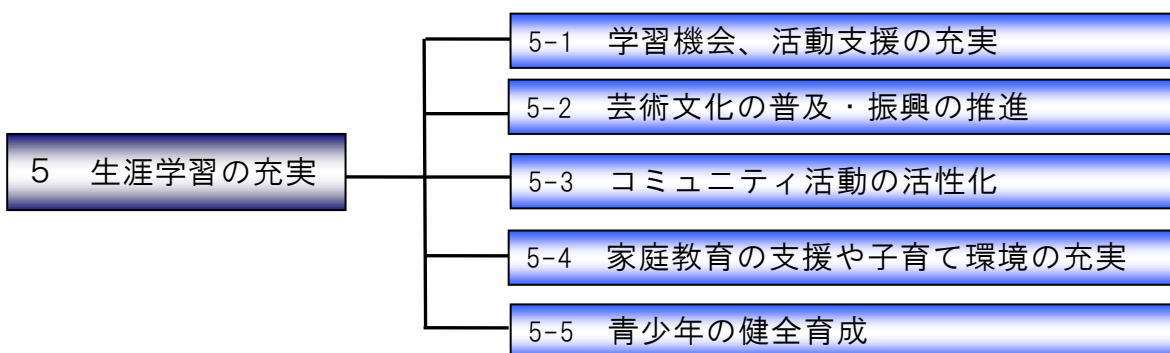 5-1　学習機会、活動支援の充実
5-2　芸術文化の普及・振興の推進
5　生涯学習の充実
5-3　コミュニティ活動の活性化
5-4　家庭教育の支援や子育て環境の充実
5-5　青少年の健全育成